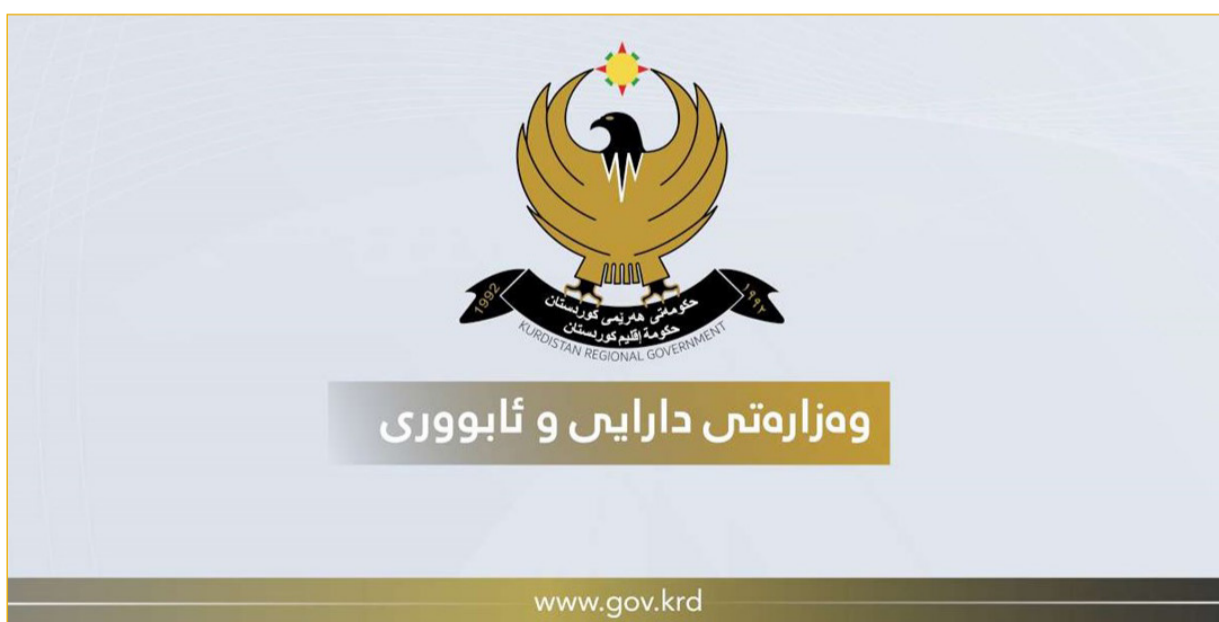 1992
١٩٩٢
حکومەتی هەرێمی کوردستان
حكومة إقليم كوردستان
KURDISTAN REGIONAL GOVERNMENT
وەزارەتی دارایی و ئابووری
www.gov.krd